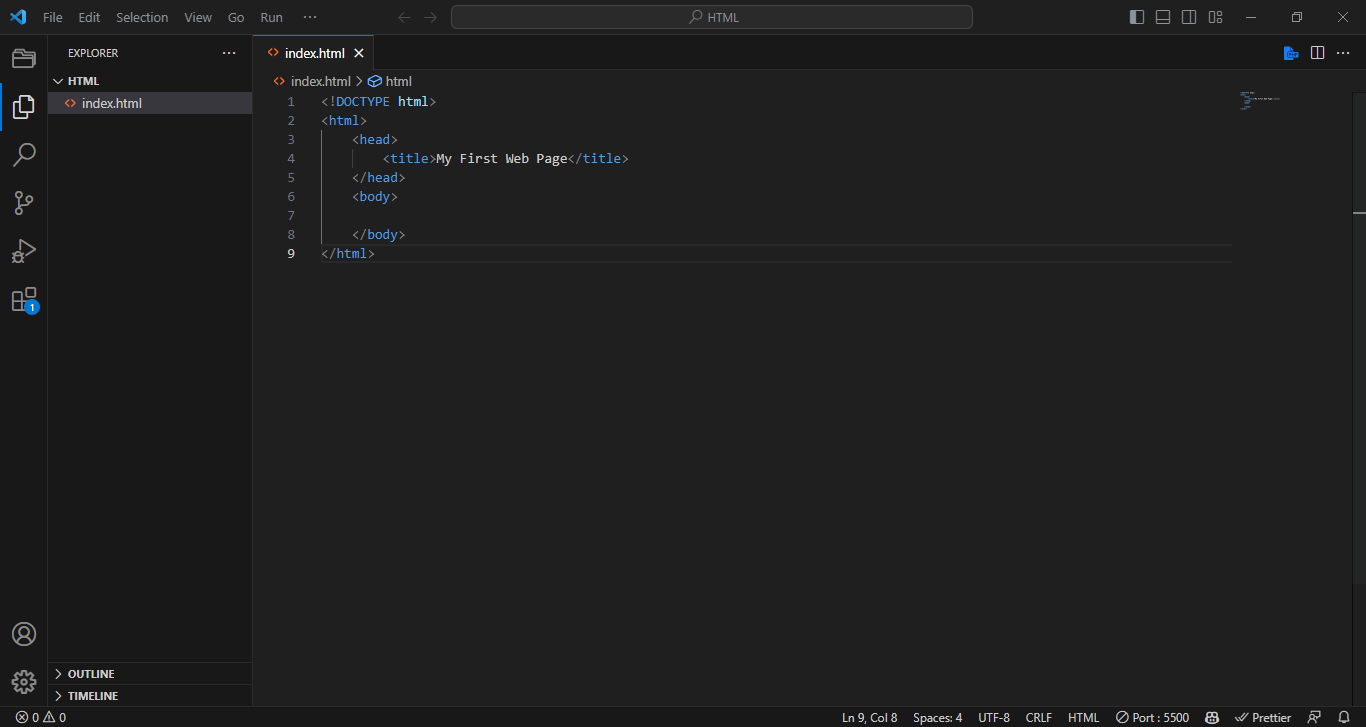 File Edit Selection View Go Run ···
HTML
EXPLORER ···
HTML
index.html
1
OUTLINE
TIMELINE
index.html
index.html > html
1 <!DOCTYPE html>
2 <html>
3 <head>
4 <title>My First Web Page</title>
5 </head>
6 <body>
7
8 </body>
9 </html>
0 0
Ln 9, Col 8 Spaces: 4 UTF-8 CRLF HTML Port : 5500 Prettier